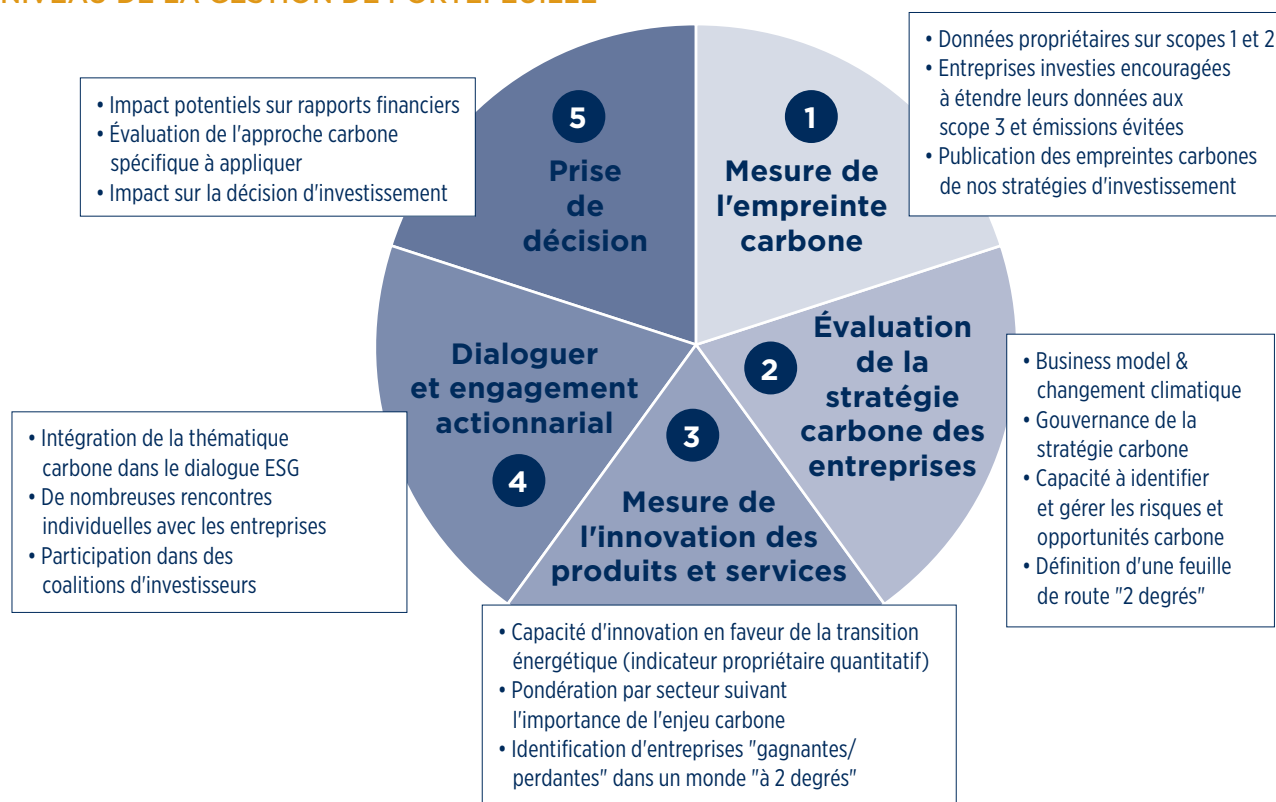 NIVEAU DE LA GESTION DE PORTEFEUILLE
1
Mesure de
l'empreinte
carbone
• Données propriétaires sur scopes 1 et 2
• Entreprises investies encouragées
à étendre leurs données aux
scope 3 et émissions évitées
• Publication des empreintes carbones
de nos stratégies d'investissement
2
Évaluation
de la
stratégie
carbone des
entreprises
• Business model &
changement climatique
• Gouvernance de la
stratégie carbone
• Capacité à identifier
et gérer les risques et
opportunités carbone
• Définition d'une feuille
de route "2 degrés"
3
Mesure de
l'innovation des
produits et services
• Capacité d'innovation en faveur de la transition
énergétique (indicateur propriétaire quantitatif)
• Pondération par secteur suivant
l'importance de l'enjeu carbone
• Identification d'entreprises "gagnantes/
perdantes" dans un monde "à 2 degrés"
Dialoguer
et engagement
actionnarial
4
• Intégration de la thématique
carbone dans le dialogue ESG
• De nombreuses rencontres
individuelles avec les entreprises
• Participation dans des
coalitions d'investisseurs
5
Prise
de
décision
• Impact potentiels sur rapports financiers
• Évaluation de l'approche carbone
spécifique à appliquer
• Impact sur la décision d'investissement